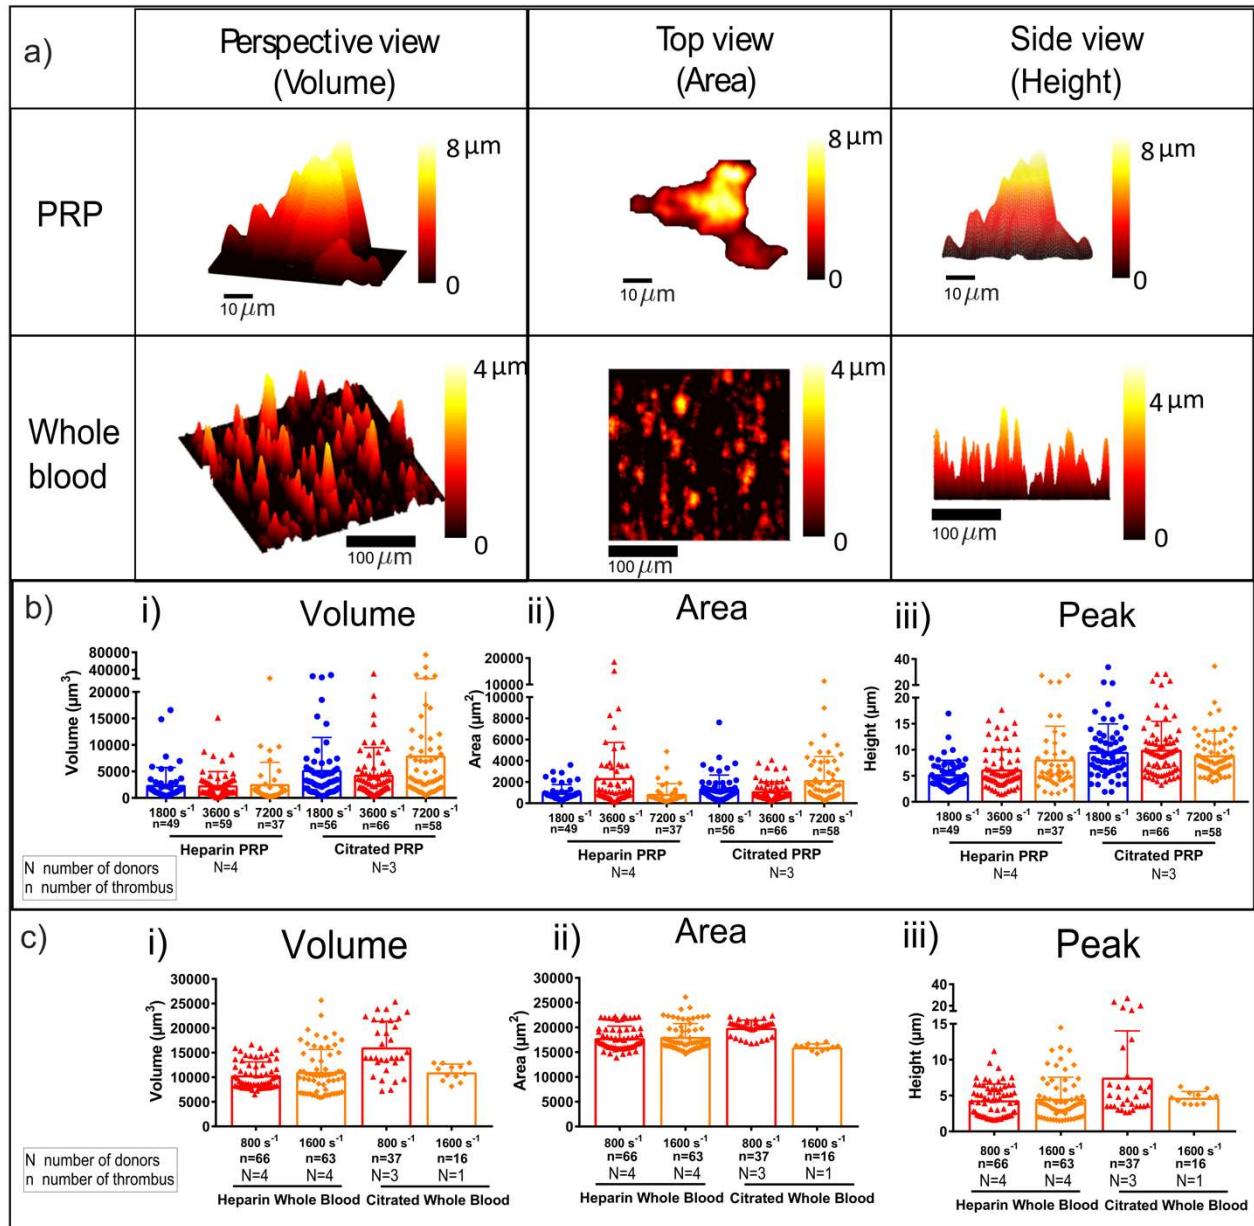 a)
Perspective view
(Volume)
Top view
(Area)
Side view
(Height)
PRP
8 μm
0
10 μm
8 μm
0
10 μm
8 μm
0
10 μm
Whole
blood
4 μm
0
100 μm
4 μm
0
100 μm
4 μm
0
100 μm
b)
i)
Volume
Volume (μm³)
80000
60000
40000
20000
20000
15000
10000
5000
0
1800 s⁻¹ 3600 s⁻¹ 7200 s⁻¹ 1800 s⁻¹ 3600 s⁻¹ 7200 s⁻¹
n=49 n=59 n=37 n=56 n=66 n=58
Heparin PRP Citrated PRP
N=4 N=3
ii)
Area
Area (μm²)
20000
10000
10000
8000
6000
4000
2000
0
1800 s⁻¹ 3600 s⁻¹ 7200 s⁻¹ 1800 s⁻¹ 3600 s⁻¹ 7200 s⁻¹
n=49 n=59 n=37 n=56 n=66 n=58
Heparin PRP Citrated PRP
N=4 N=3
iii)
Peak
Height (μm)
40
20
20
15
10
5
0
1800 s⁻¹ 3600 s⁻¹ 7200 s⁻¹ 1800 s⁻¹ 3600 s⁻¹ 7200 s⁻¹
n=49 n=59 n=37 n=56 n=66 n=58
Heparin PRP Citrated PRP
N=4 N=3
N number of donors
n number of thrombus
c)
i)
Volume
Volume (μm³)
30000
25000
20000
15000
10000
5000
0
800 s⁻¹ 1600 s⁻¹ 800 s⁻¹ 1600 s⁻¹
n=66 n=63 n=37 n=16
N=4 N=4 N=3 N=1
Heparin Whole Blood Citrated Whole Blood
ii)
Area
Area (μm²)
30000
25000
20000
15000
10000
5000
0
800 s⁻¹ 1600 s⁻¹ 800 s⁻¹ 1600 s⁻¹
n=66 n=63 n=37 n=16
N=4 N=4 N=3 N=1
Heparin Whole Blood Citrated Whole Blood
iii)
Peak
Height (μm)
40
20
15
10
5
0
800 s⁻¹ 1600 s⁻¹ 800 s⁻¹ 1600 s⁻¹
n=66 n=63 n=37 n=16
N=4 N=4 N=3 N=1
Heparin Whole Blood Citrated Whole Blood
N number of donors
n number of thrombus